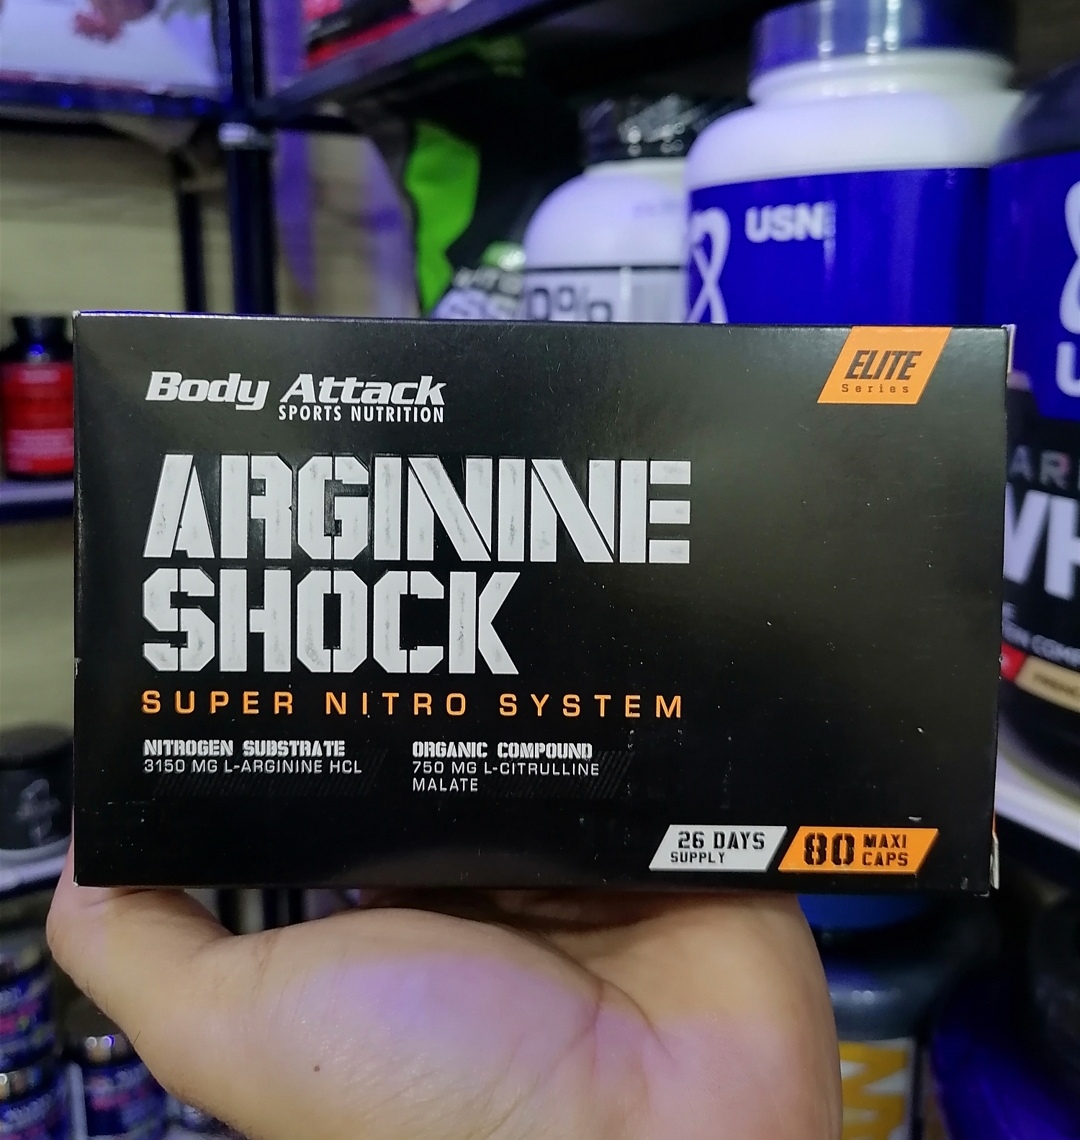 USN
Body Attack
SPORTS NUTRITION
ELITE
Series
ARGININE
SHOCK
SUPER NITRO SYSTEM
NITROGEN SUBSTRATE
3150 MG L-ARGININE HCL
ORGANIC COMPOUND
750 MG L-CITRULLINE
MALATE
26 DAYS
SUPPLY
80 MAXI
CAPS